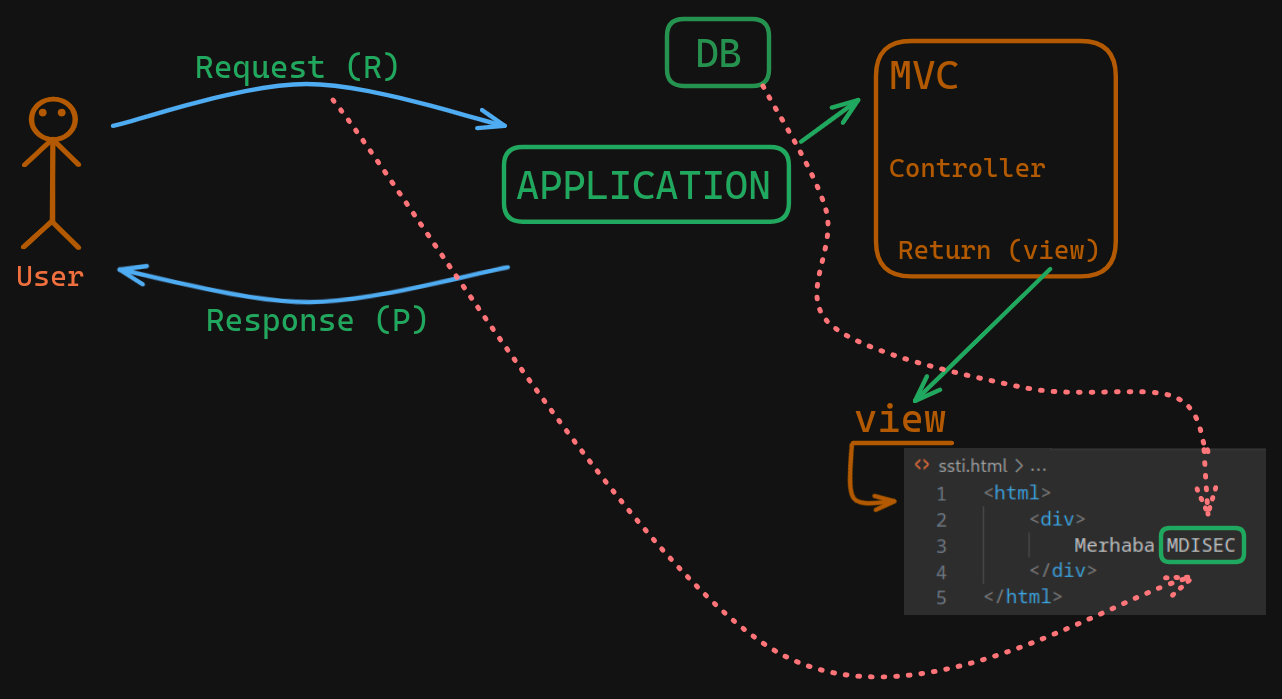 Request (R)
DB
MVC
APPLICATION
Controller
Return (view)
User
Response (P)
view
<> ssti.html > ...
1 <html>
2 <div>
3 Merhaba MDISEC
4 </div>
5 </html>